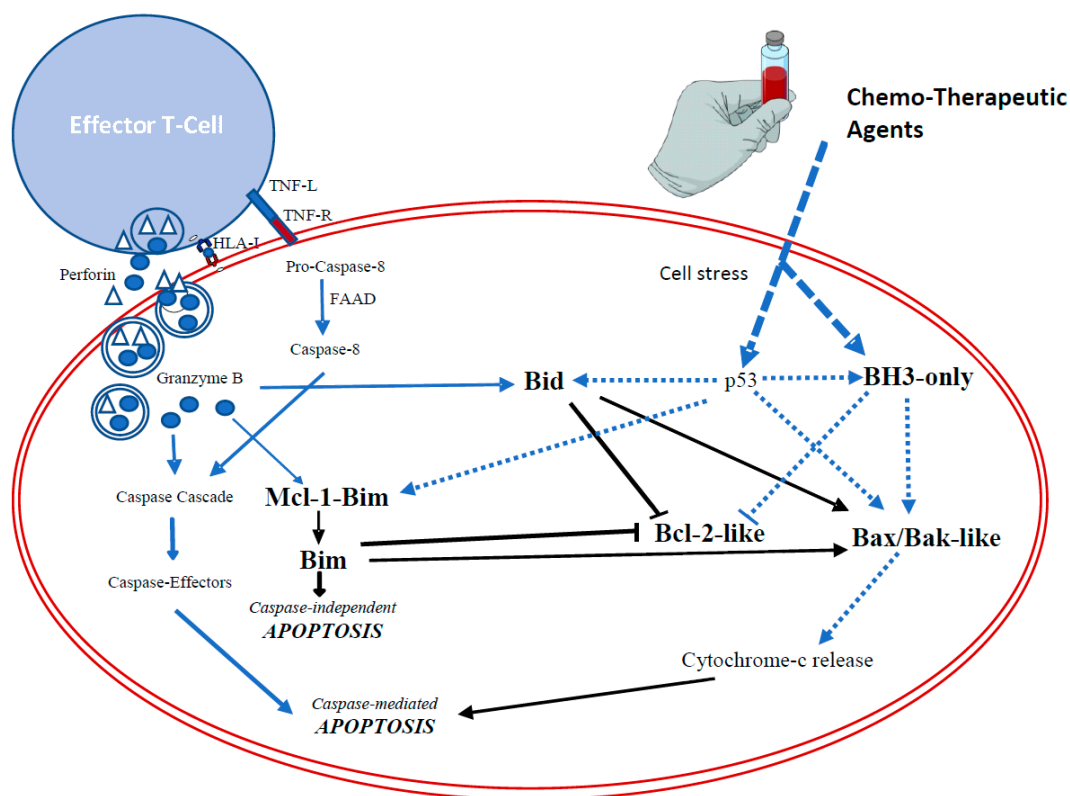 Effector T-Cell
Chemo-Therapeutic
Agents
TNF-L
TNF-R
HLA-I
Perforin
Pro-Caspase-8
FAAD
Cell stress
Caspase-8
Granzyme B
Bid
p53
BH3-only
Caspase Cascade
Mcl-1-Bim
Bcl-2-like
Bax/Bak-like
Bim
Caspase-Effectors
Caspase-independent
APOPTOSIS
Cytochrome-c release
Caspase-mediated
APOPTOSIS